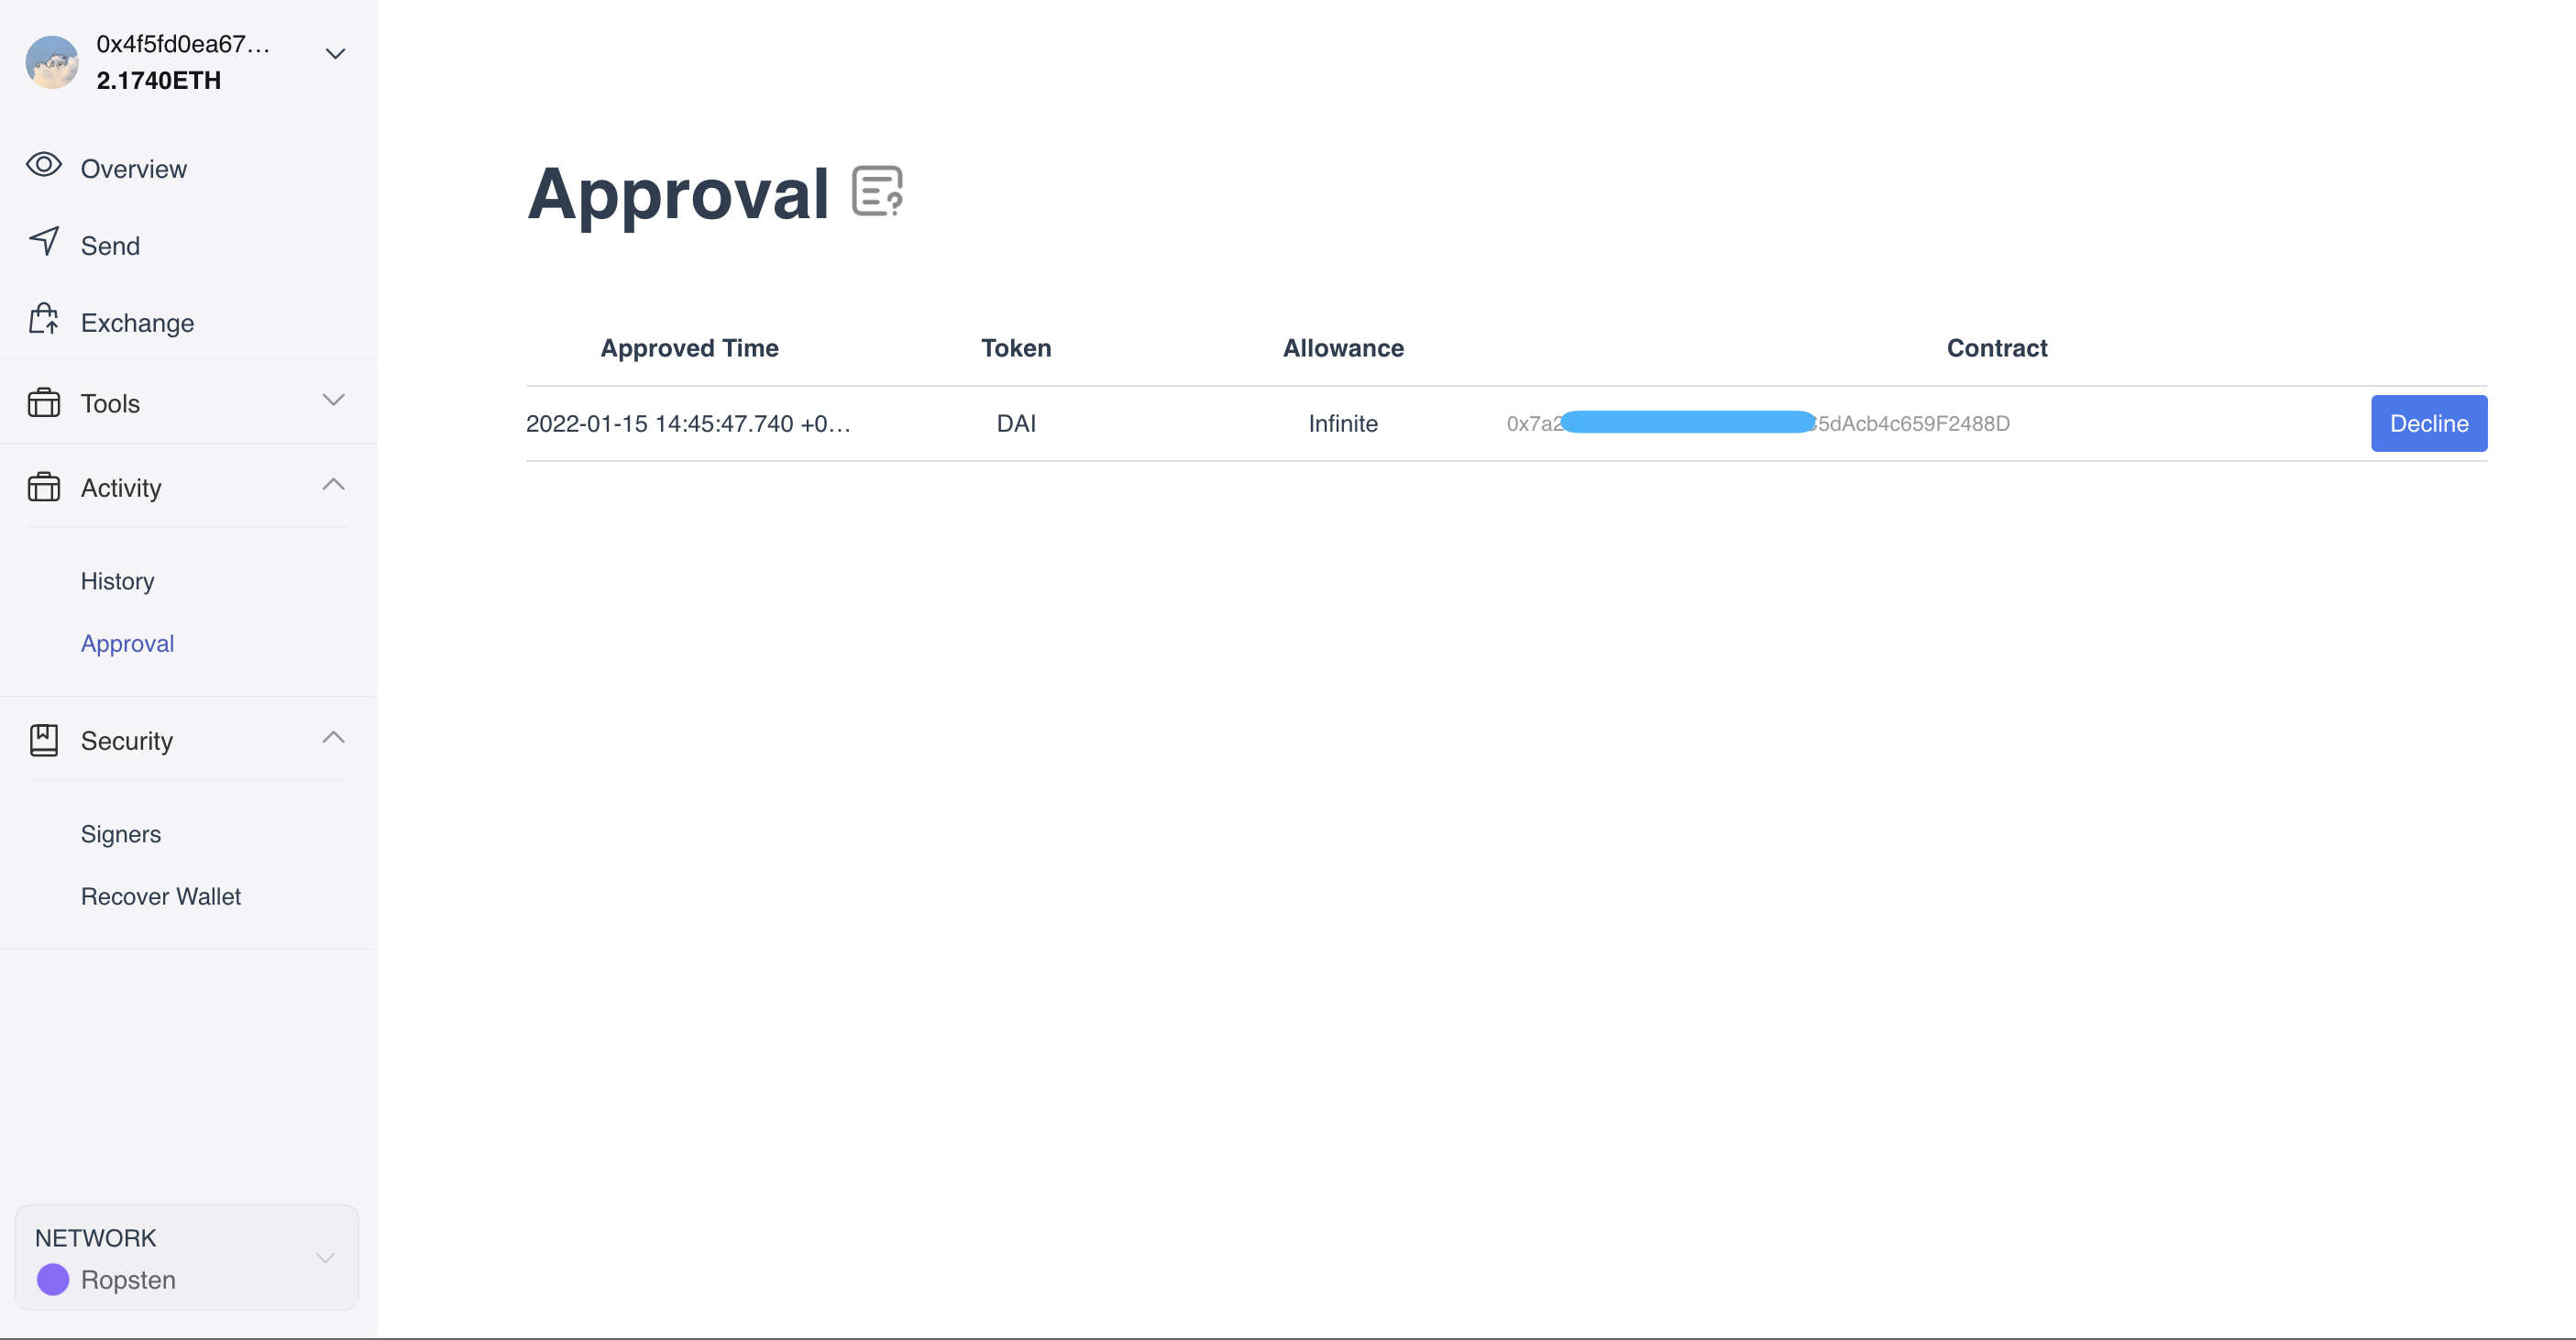 0x4f5fd0ea67...
2.1740ETH
Overview
Send
Exchange
Tools
Activity
History
Approval
Security
Signers
Recover Wallet
NETWORK
Ropsten
Approval
Approved Time Token Allowance Contract
2022-01-15 14:45:47.740 +0... DAI Infinite 0x7a2 5dAcb4c659F2488D Decline